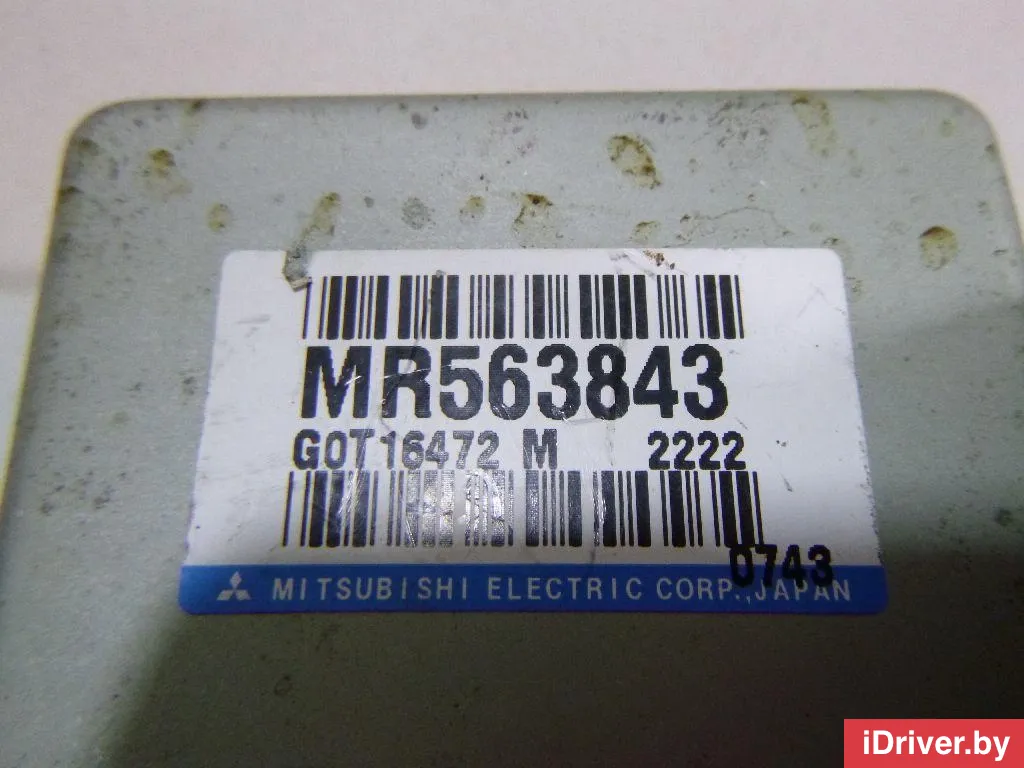 MR563843
G0T16472 M 2222
0743
MITSUBISHI ELECTRIC CORP.,JAPAN
iDriver.by